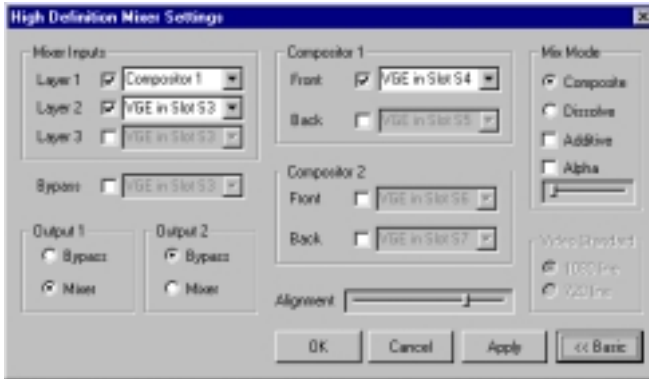 High Definition Mixer Settings
Mixer Inputs
Layer 1 Compositor 1
Layer 2 VGE in Slot S3
Layer 3 VGE in Slot S3
Bypass VGE in Slot S3
Output 1
Bypass
Mixer
Output 2
Bypass
Mixer
Compositor 1
Front VGE in Slot S4
Back VGE in Slot S5
Compositor 2
Front VGE in Slot S6
Back VGE in Slot S7
Alignment
Mix Mode
Composite
Dissolve
Additive
Alpha
Video Standard
1080 line
720 line
OK
Cancel
Apply
<< Basic